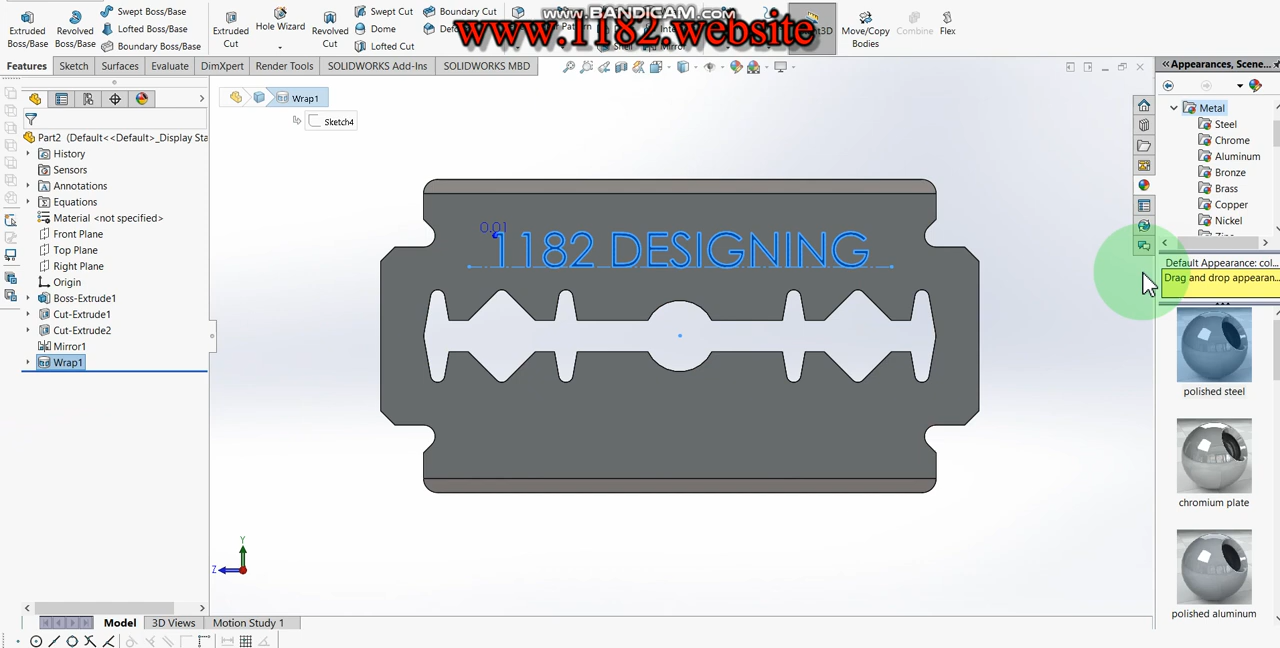 www.BANDICAM.com
www.1182.website
Extruded Boss/Base
Revolved Boss/Base
Swept Boss/Base
Lofted Boss/Base
Boundary Boss/Base
Extruded Cut
Hole Wizard
Revolved Cut
Swept Cut
Dome
Lofted Cut
Boundary Cut
Move/Copy Bodies
Combine
Flex
Features
Sketch
Surfaces
Evaluate
DimXpert
Render Tools
SOLIDWORKS Add-Ins
SOLIDWORKS MBD
Appearances, Scene...
Wrap1
Sketch4
Part2 (Default<<Default>_Display Sta
History
Sensors
Annotations
Equations
Material <not specified>
Front Plane
Top Plane
Right Plane
Origin
Boss-Extrude1
Cut-Extrude1
Cut-Extrude2
Mirror1
Wrap1
0.01
1182 DESIGNING
Y
Z
Metal
Steel
Chrome
Aluminum
Bronze
Brass
Copper
Nickel
Default Appearance: col...
Drag and drop appearan...
polished steel
chromium plate
polished aluminum
Model
3D Views
Motion Study 1